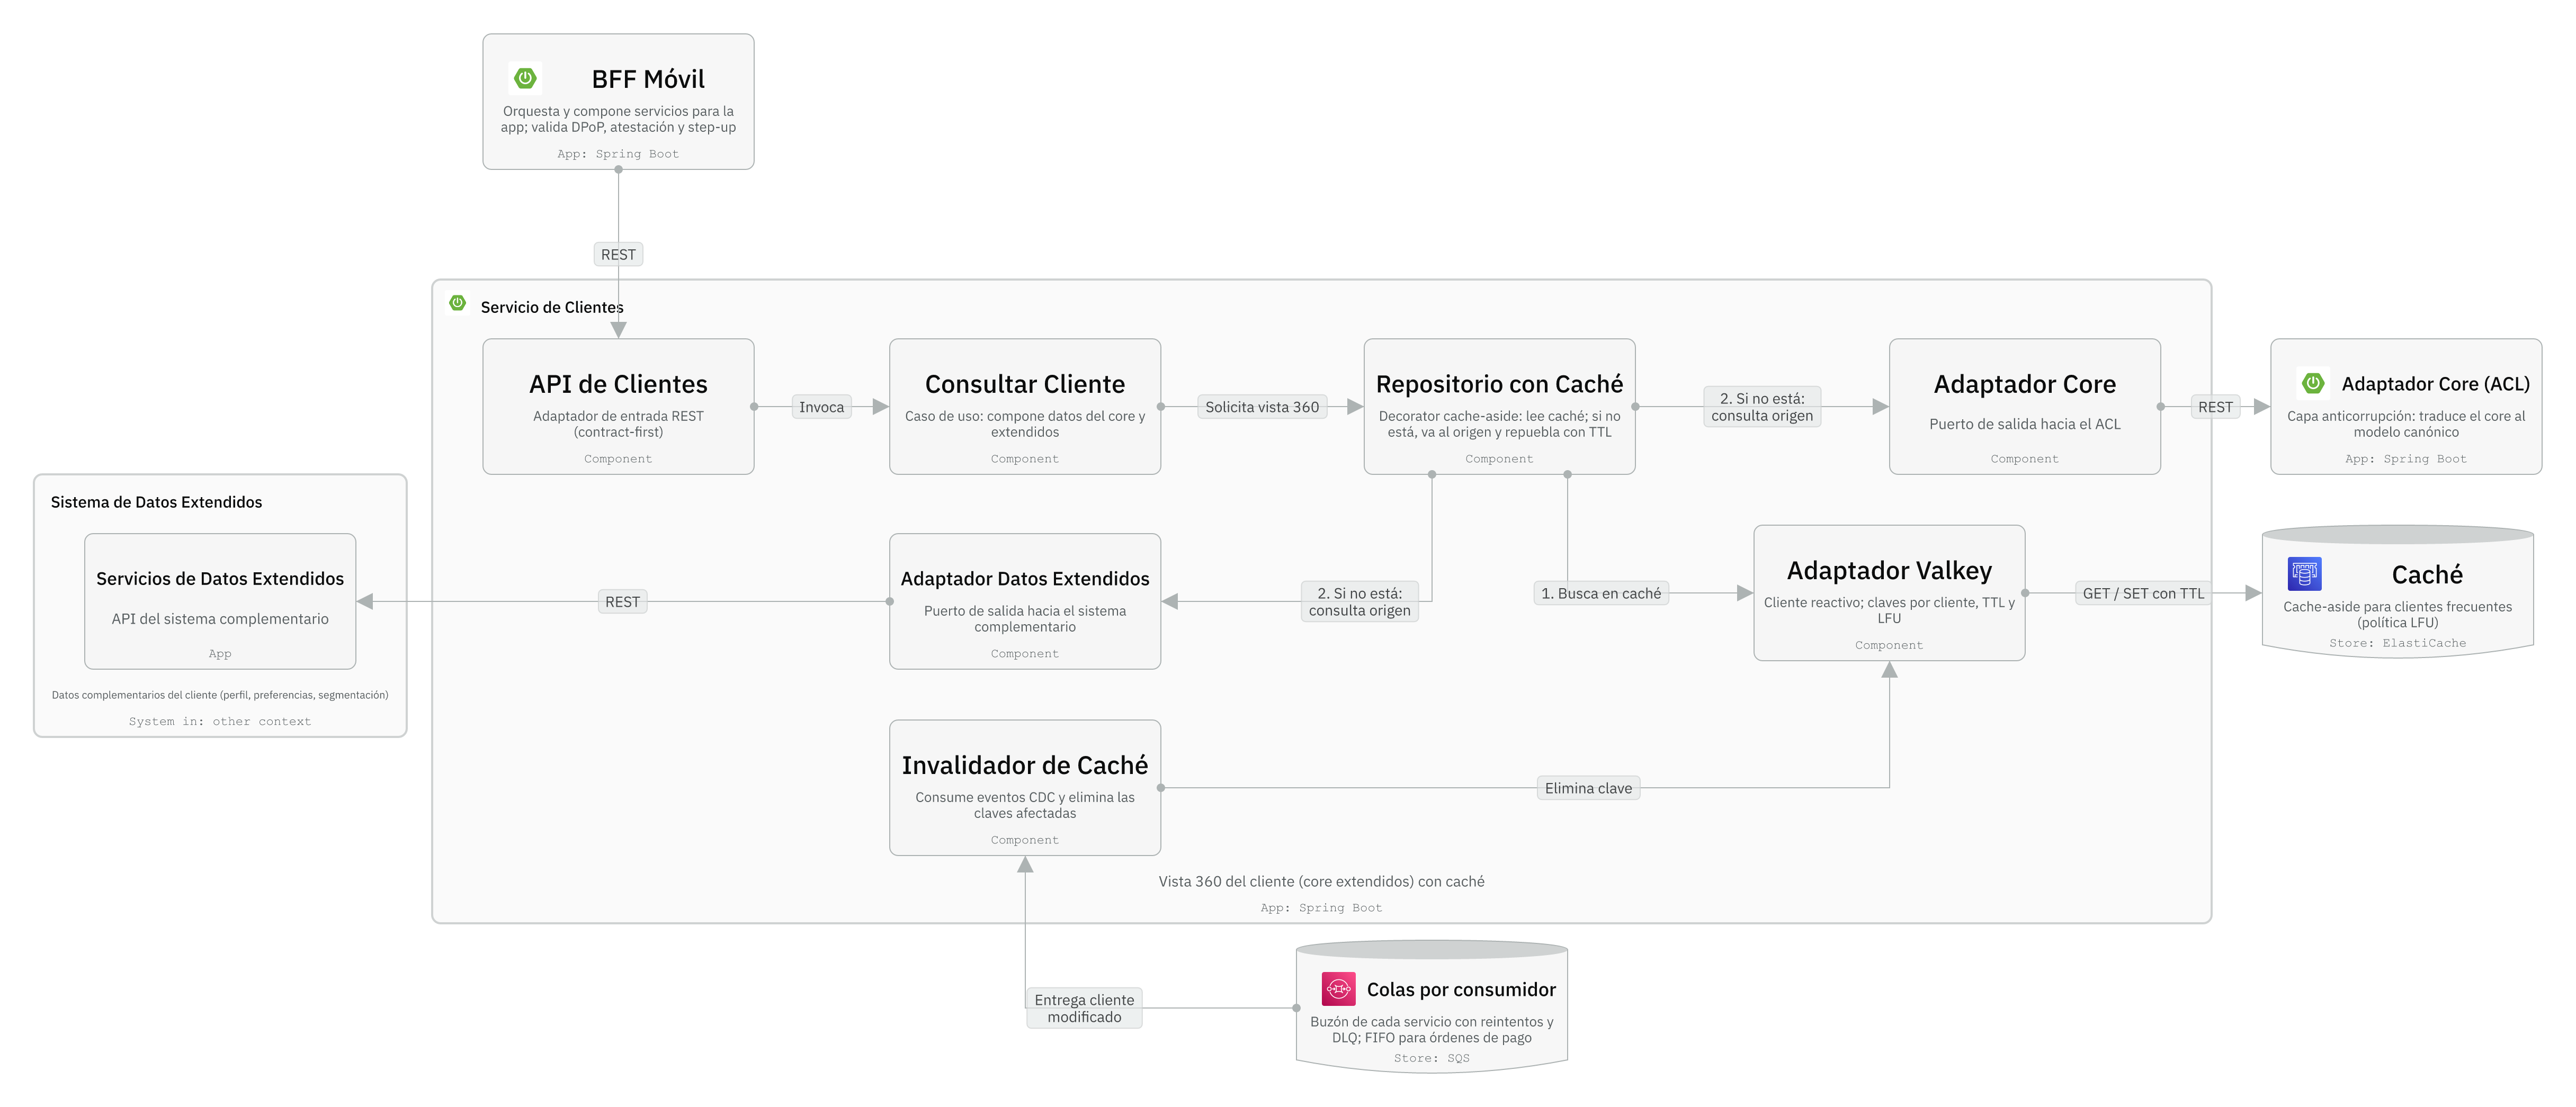 BFF Móvil
Orquesta y compone servicios para la
app; valida DPoP, atestación y step-up
App: Spring Boot
REST
Servicio de Clientes
API de Clientes
Adaptador de entrada REST
(contract-first)
Component
Invoca
Consultar Cliente
Caso de uso: compone datos del core y
extendidos
Component
Solicita vista 360
Repositorio con Caché
Decorator cache-aside: lee caché; si no
está, va al origen y repuebla con TTL
Component
2. Si no está:
consulta origen
Adaptador Core
Puerto de salida hacia el ACL
Component
REST
Adaptador Core (ACL)
Capa anticorrupción: traduce el core al
modelo canónico
App: Spring Boot
Sistema de Datos Extendidos
Servicios de Datos Extendidos
API del sistema complementario
App
Datos complementarios del cliente (perfil, preferencias, segmentación)
System in: other context
REST
Adaptador Datos Extendidos
Puerto de salida hacia el sistema
complementario
Component
2. Si no está:
consulta origen
1. Busca en caché
Adaptador Valkey
Cliente reactivo; claves por cliente, TTL y
LFU
Component
GET / SET con TTL
Caché
Cache-aside para clientes frecuentes
(política LFU)
Store: ElastiCache
Invalidador de Caché
Consume eventos CDC y elimina las
claves afectadas
Component
Elimina clave
Vista 360 del cliente (core extendidos) con caché
App: Spring Boot
Entrega cliente
modificado
Colas por consumidor
Buzón de cada servicio con reintentos y
DLQ; FIFO para órdenes de pago
Store: SQS